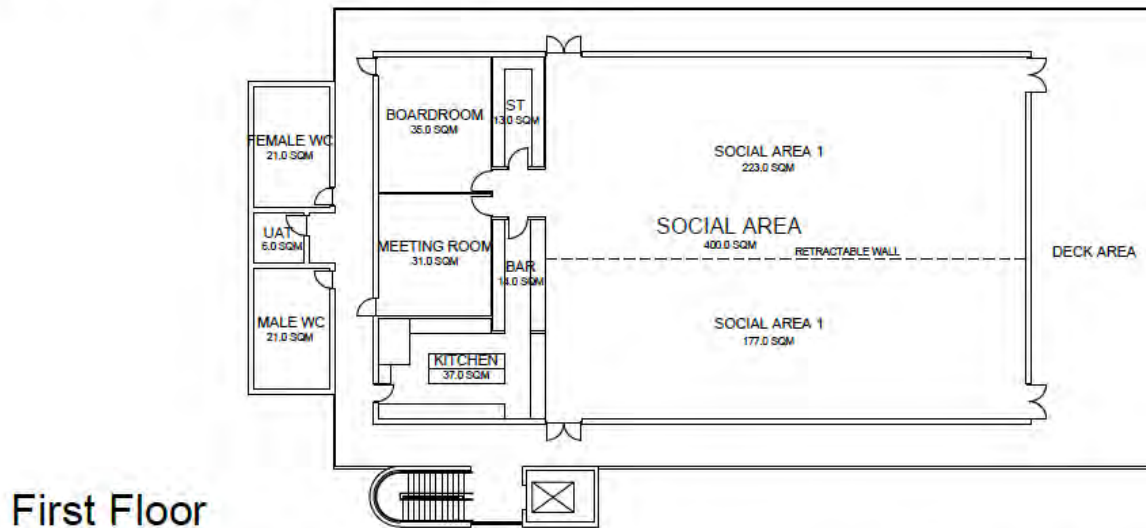 BOARDROOM
35.0 SQM
ST
13.0 SQM
FEMALE WC
21.0 SQM
SOCIAL AREA 1
223.0 SQM
UAT
6.0 SQM
MEETING ROOM
31.0 SQM
SOCIAL AREA
400.0 SQM
RETRACTABLE WALL
DECK AREA
BAR
14.0 SQM
MALE WC
21.0 SQM
SOCIAL AREA 1
177.0 SQM
KITCHEN
37.0 SQM
First Floor